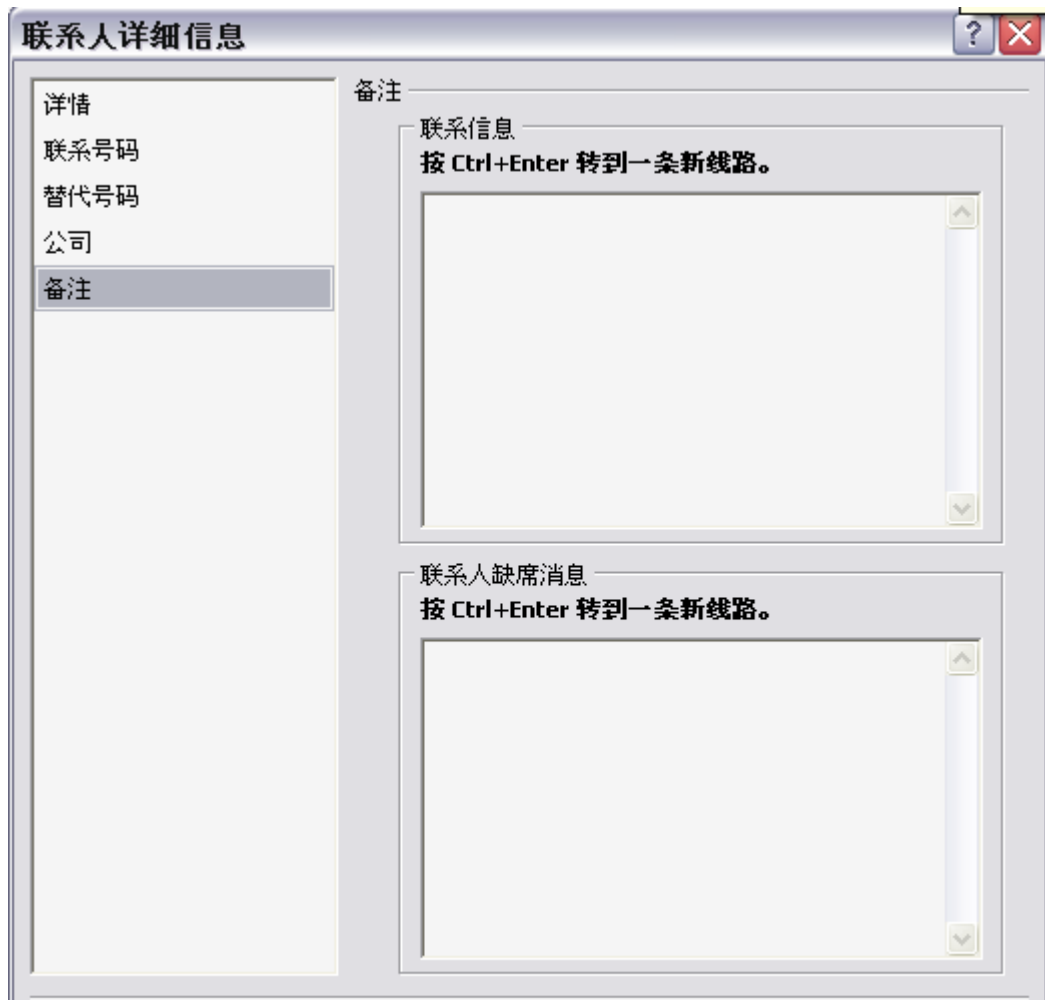 联系人详细信息
详情
联系号码
替代号码
公司
备注
备注
联系信息
按 Ctrl+Enter 转到一条新线路。
联系人缺席消息
按 Ctrl+Enter 转到一条新线路。